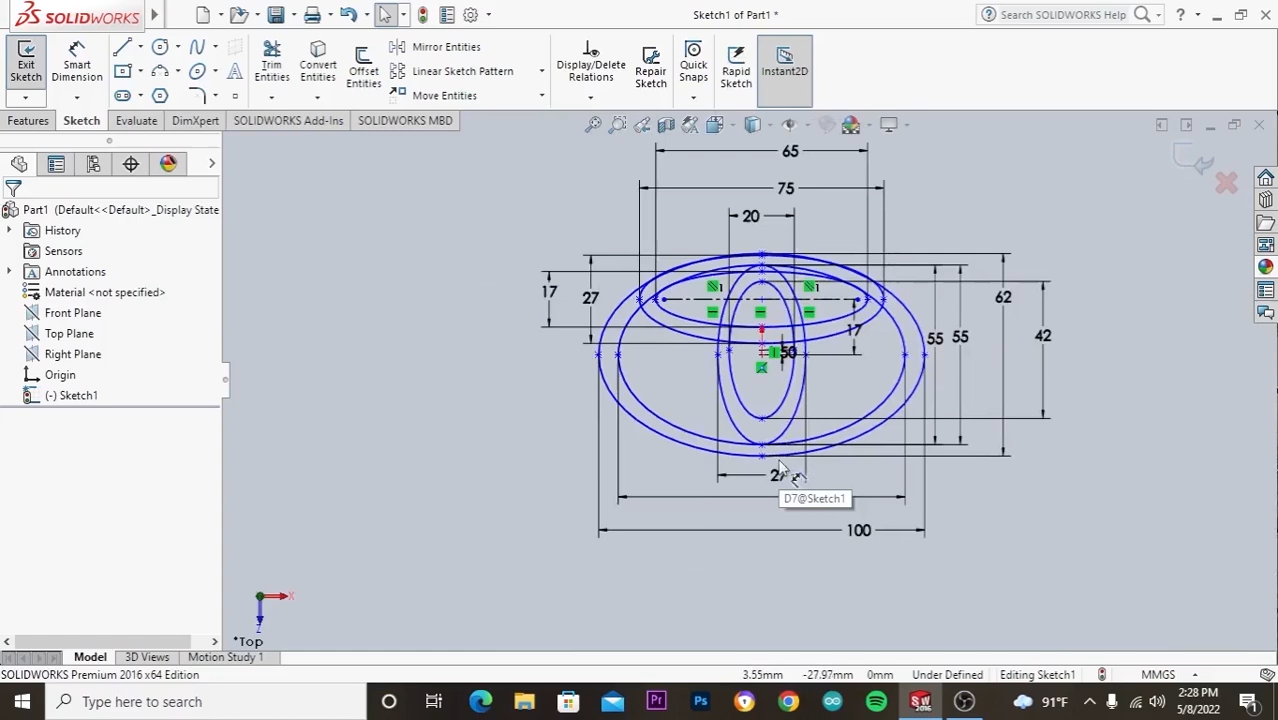 SOLIDWORKS
Sketch1 of Part1 *
Search SOLIDWORKS
Exit Sketch
Smart Dimension
Trim Entities
Convert Entities
Offset Entities
Mirror Entities
Linear Sketch Pattern
Move Entities
Display/Delete Relations
Repair Sketch
Quick Snaps
Rapid Sketch
Instant2D
Features
Sketch
Evaluate
DimXpert
SOLIDWORKS Add-Ins
SOLIDWORKS MBD
Part1 (Default<<Default>_Display State
History
Sensors
Annotations
Material <not specified>
Front Plane
Top Plane
Right Plane
Origin
(-) Sketch1
65
75
20
17
27
62
17
55
55
42
50
D7@Sketch1
100
X
Z
*Top
Model
3D Views
Motion Study 1
SOLIDWORKS Premium 2016 x64 Edition
3.55mm
-27.97mm
0mm
Under Defined
Editing Sketch1
MMGS
Type here to search
Pr
Ps
SW
2016
91°F
2:28 PM
5/8/2022